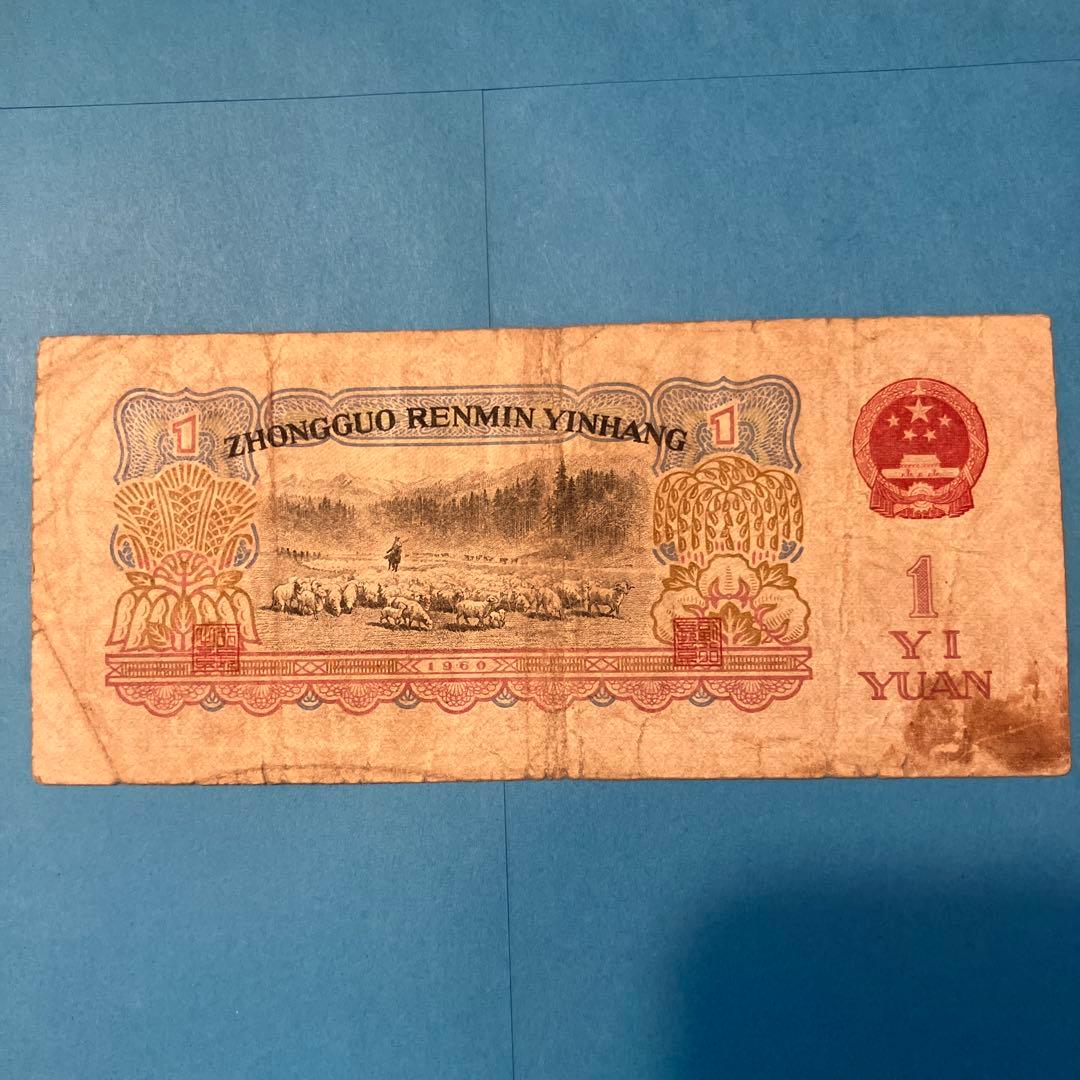 ZHONGGUO RENMIN YINHANG
1
1
1960
1
YI
YUAN